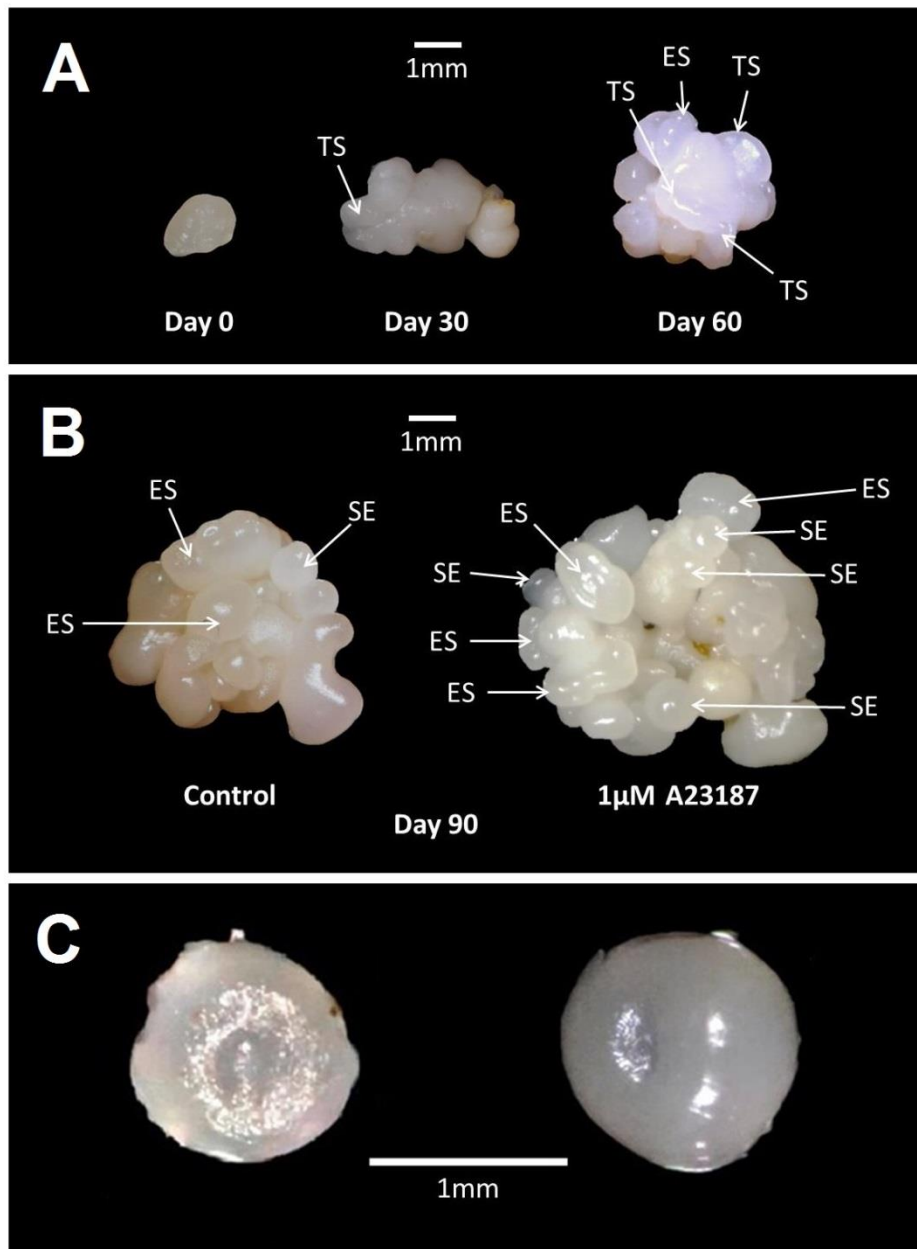 A
1mm
TS
TS
ES
TS
TS
Day 0
Day 30
Day 60
B
1mm
ES
SE
ES
ES
ES
SE
SE
SE
ES
ES
SE
Control
1µM A23187
Day 90
C
1mm